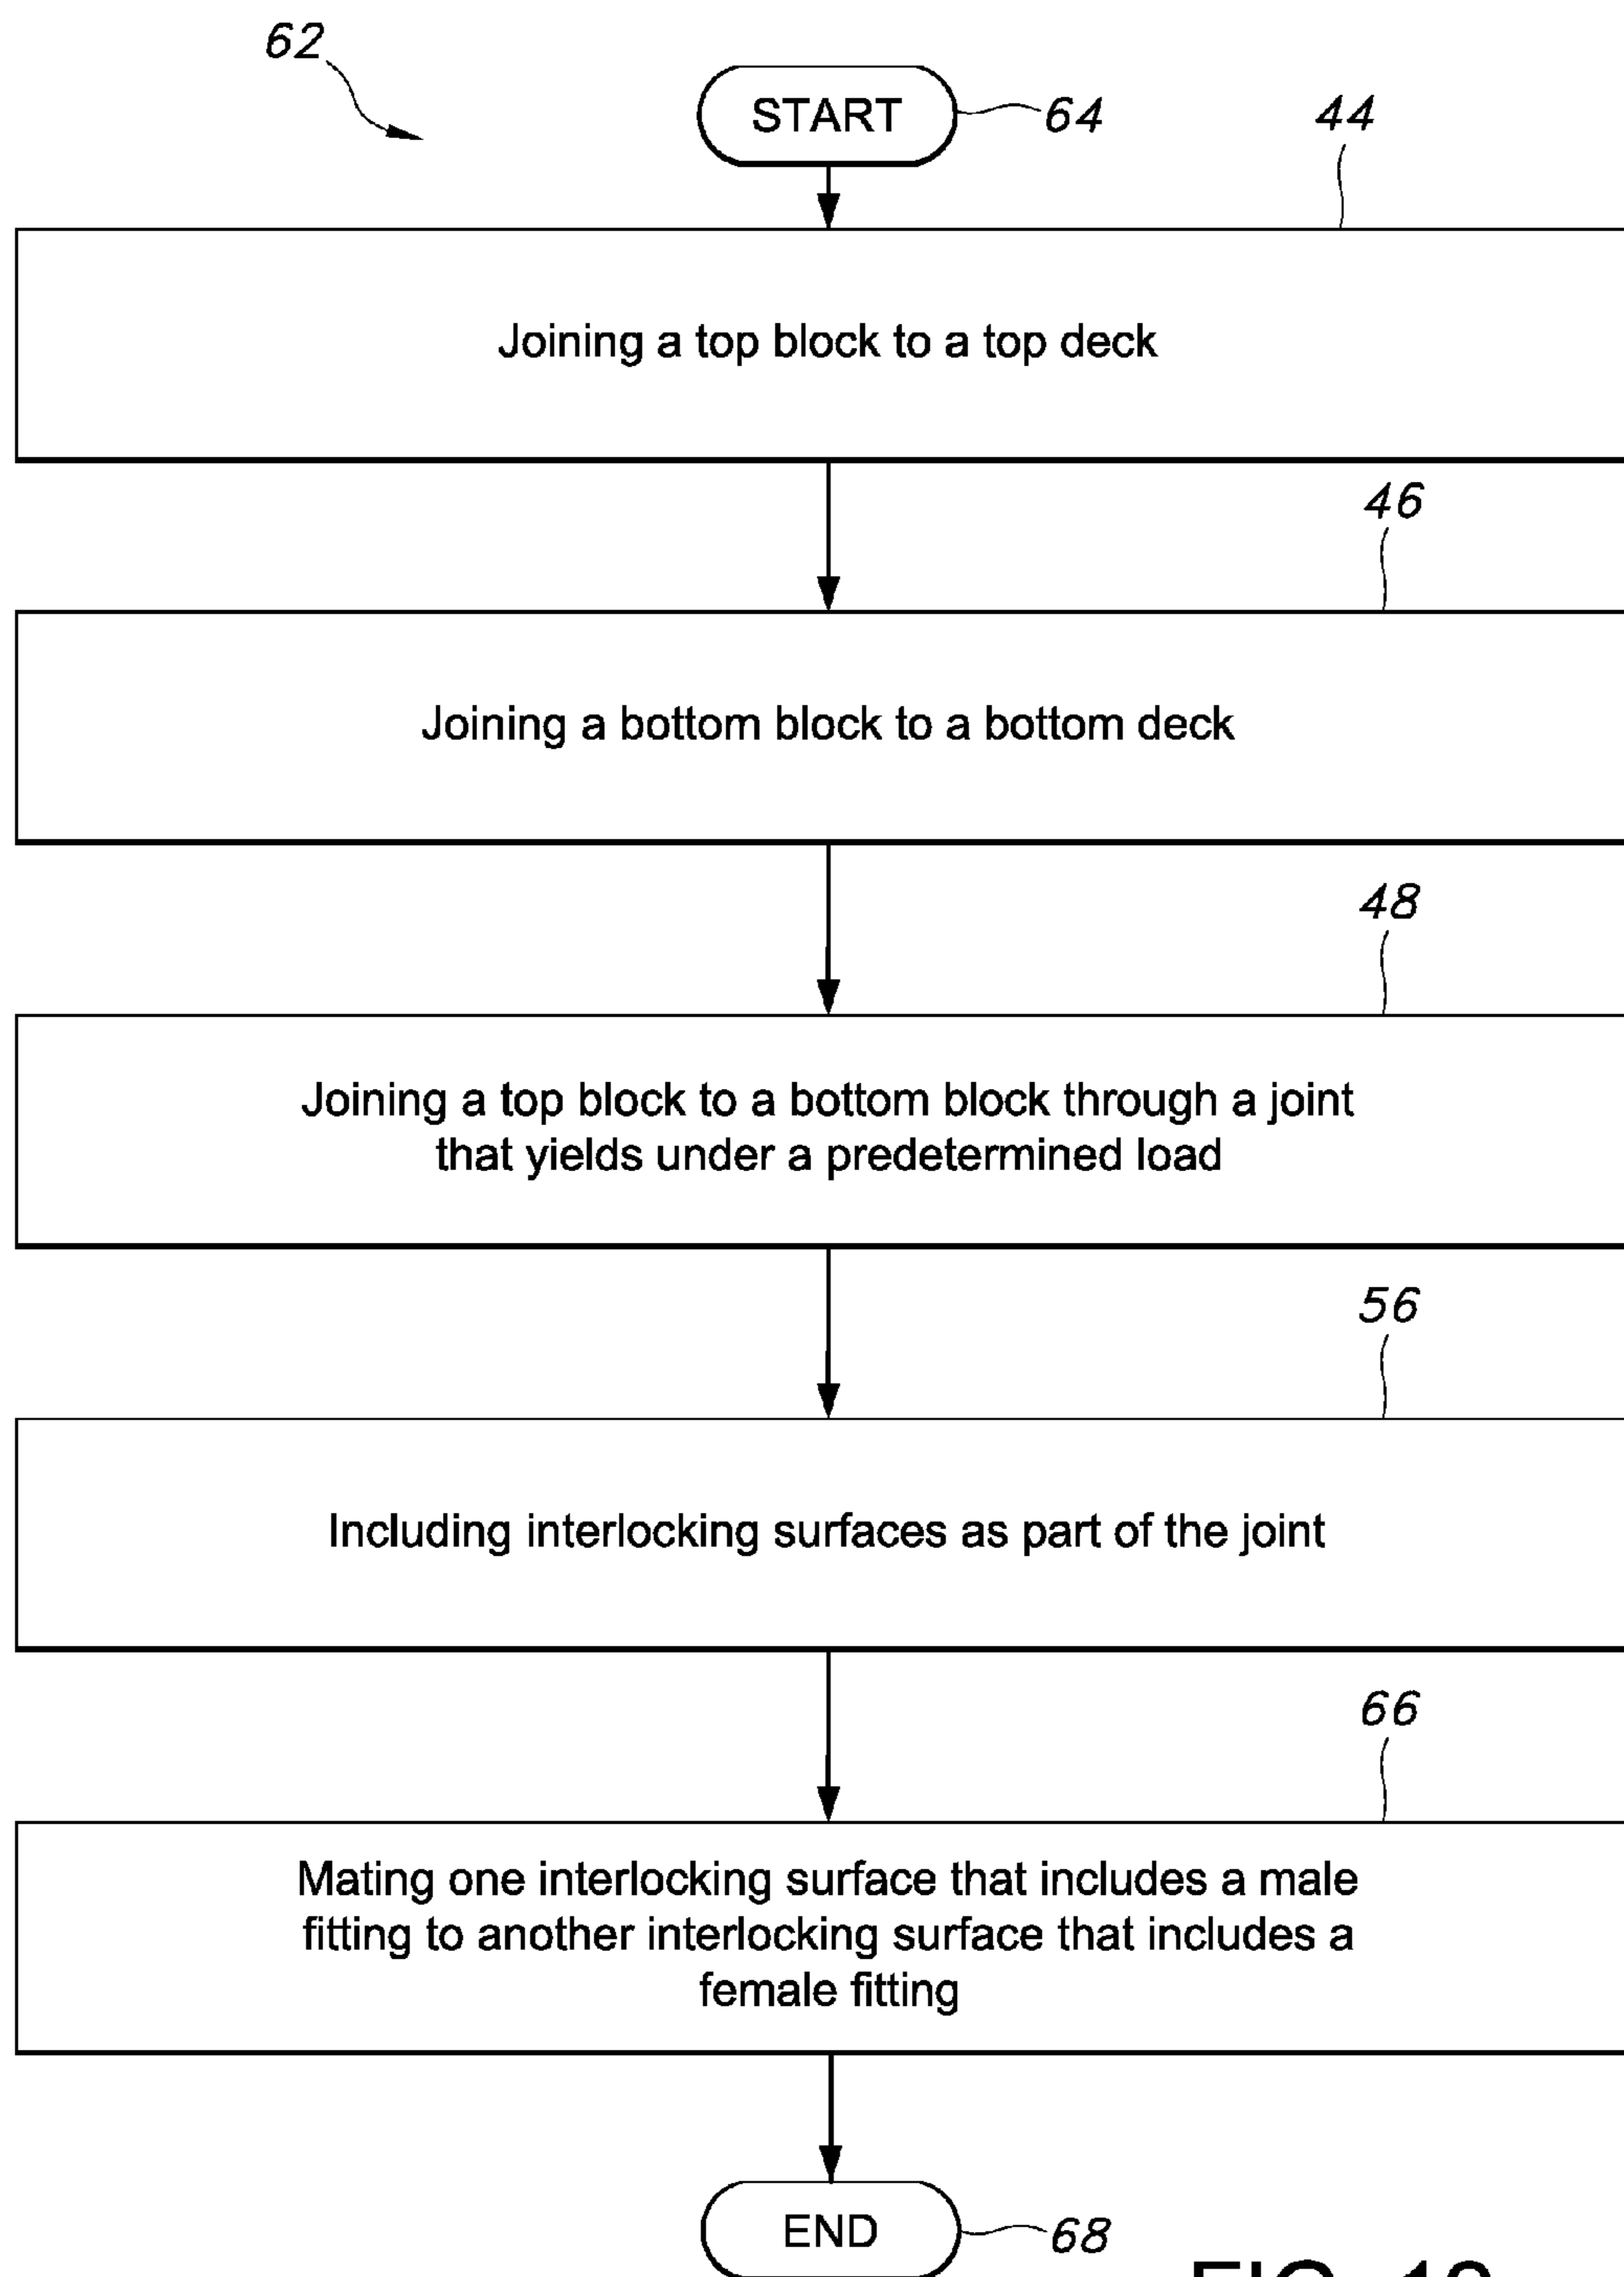 62
START
64
44
Joining a top block to a top deck
46
Joining a bottom block to a bottom deck
48
Joining a top block to a bottom block through a joint
that yields under a predetermined load
56
Including interlocking surfaces as part of the joint
66
Mating one interlocking surface that includes a male
fitting to another interlocking surface that includes a
female fitting
END
68
FIG.